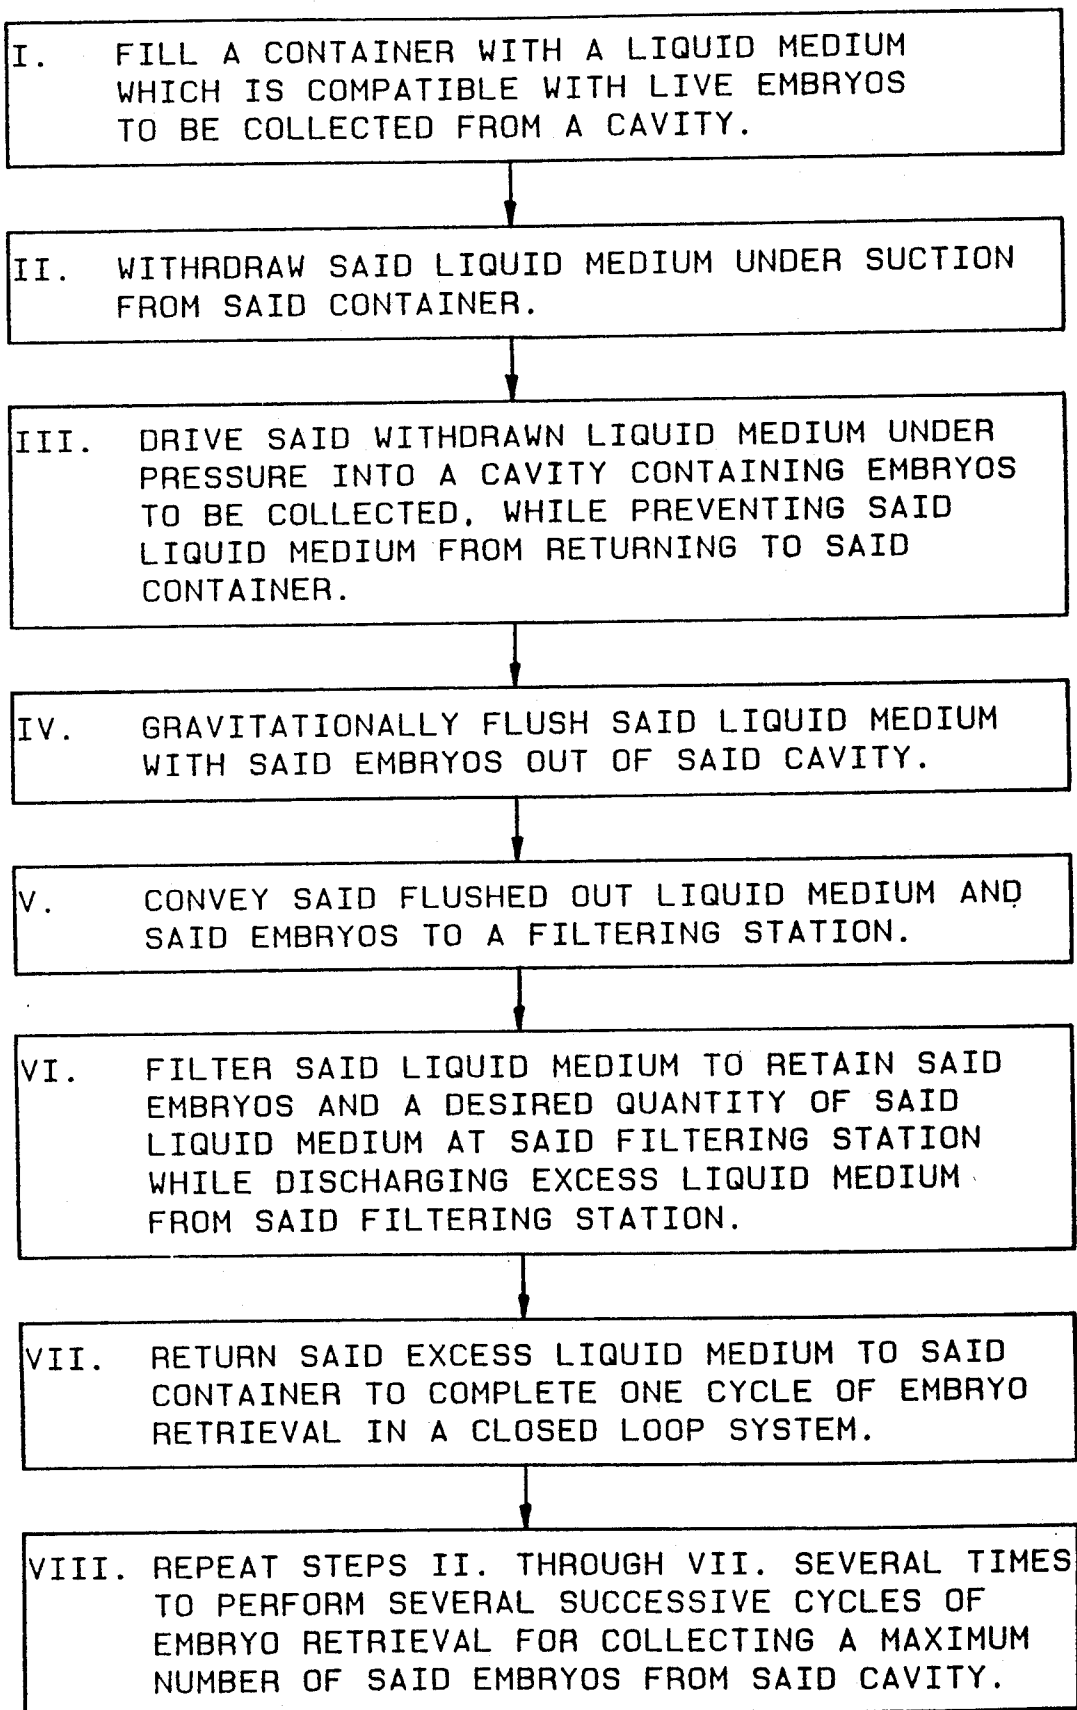 I. FILL A CONTAINER WITH A LIQUID MEDIUM
WHICH IS COMPATIBLE WITH LIVE EMBRYOS
TO BE COLLECTED FROM A CAVITY.
II. WITHRDRAW SAID LIQUID MEDIUM UNDER SUCTION
FROM SAID CONTAINER.
III. DRIVE SAID WITHDRAWN LIQUID MEDIUM UNDER
PRESSURE INTO A CAVITY CONTAINING EMBRYOS
TO BE COLLECTED, WHILE PREVENTING SAID
LIQUID MEDIUM FROM RETURNING TO SAID
CONTAINER.
IV. GRAVITATIONALLY FLUSH SAID LIQUID MEDIUM
WITH SAID EMBRYOS OUT OF SAID CAVITY.
V. CONVEY SAID FLUSHED OUT LIQUID MEDIUM AND
SAID EMBRYOS TO A FILTERING STATION.
VI. FILTER SAID LIQUID MEDIUM TO RETAIN SAID
EMBRYOS AND A DESIRED QUANTITY OF SAID
LIQUID MEDIUM AT SAID FILTERING STATION
WHILE DISCHARGING EXCESS LIQUID MEDIUM
FROM SAID FILTERING STATION.
VII. RETURN SAID EXCESS LIQUID MEDIUM TO SAID
CONTAINER TO COMPLETE ONE CYCLE OF EMBRYO
RETRIEVAL IN A CLOSED LOOP SYSTEM.
VIII. REPEAT STEPS II. THROUGH VII. SEVERAL TIMES
TO PERFORM SEVERAL SUCCESSIVE CYCLES OF
EMBRYO RETRIEVAL FOR COLLECTING A MAXIMUM
NUMBER OF SAID EMBRYOS FROM SAID CAVITY.